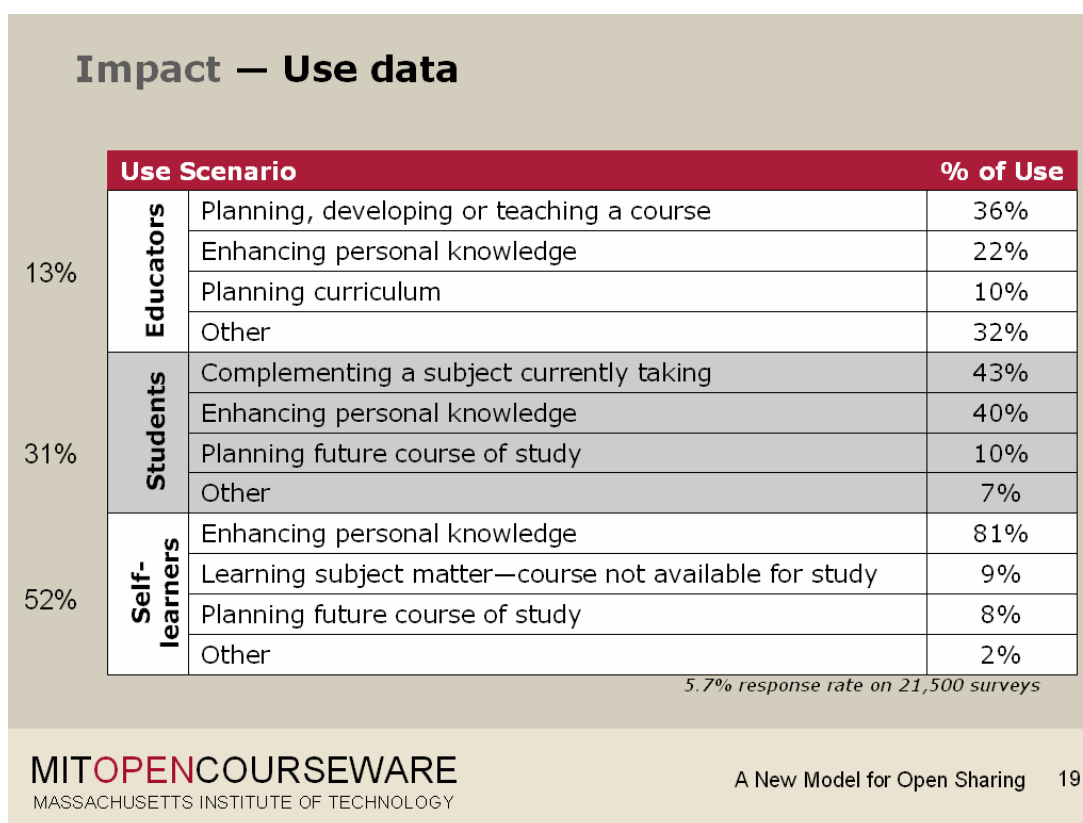 Impact — Use data
Use Scenario % of Use
13%
Educators
Planning, developing or teaching a course 36%
Enhancing personal knowledge 22%
Planning curriculum 10%
Other 32%
31%
Students
Complementing a subject currently taking 43%
Enhancing personal knowledge 40%
Planning future course of study 10%
Other 7%
52%
Self-
learners
Enhancing personal knowledge 81%
Learning subject matter—course not available for study 9%
Planning future course of study 8%
Other 2%
5.7% response rate on 21,500 surveys
MITOPENCOURSEWARE
MASSACHUSETTS INSTITUTE OF TECHNOLOGY
A New Model for Open Sharing 19